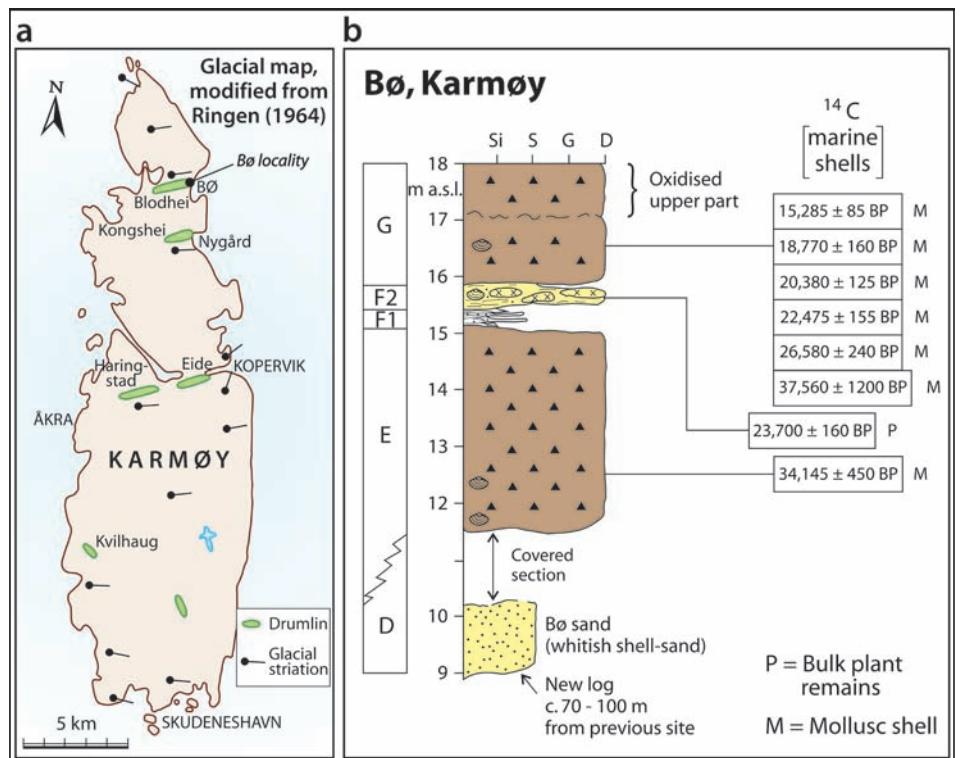 a
Glacial map,
modified from
Ringen (1964)
N
Bø locality
BØ
Blodhei
Kongshei
Nygård
Haring-
stad
Eide
KOPERVIK
ÅKRA
KARMØY
Kvilhaug
Drumlin
Glacial
striation
5 km
SKUDENESHAVN
b
Bø, Karmøy
Si S G D
18
m a.s.l.
17
16
15
14
13
12
10
9
G
F2
F1
E
D
Oxidised
upper part
Covered
section
Bø sand
(whitish shell-sand)
New log
c. 70 - 100 m
from previous site
14 C
marine
shells
15,285 ± 85 BP M
18,770 ± 160 BP M
20,380 ± 125 BP M
22,475 ± 155 BP M
26,580 ± 240 BP M
37,560 ± 1200 BP M
23,700 ± 160 BP P
34,145 ± 450 BP M
P = Bulk plant
remains
M = Mollusc shell